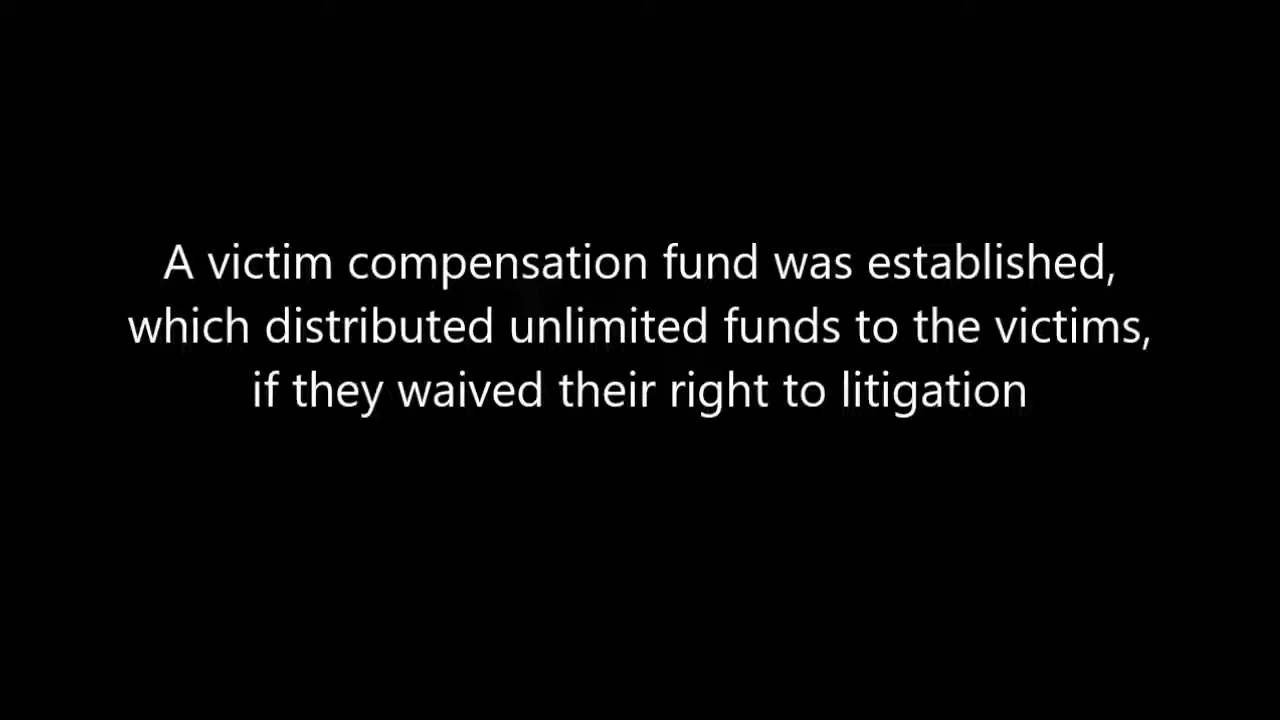 A victim compensation fund was established,
which distributed unlimited funds to the victims,
if they waived their right to litigation